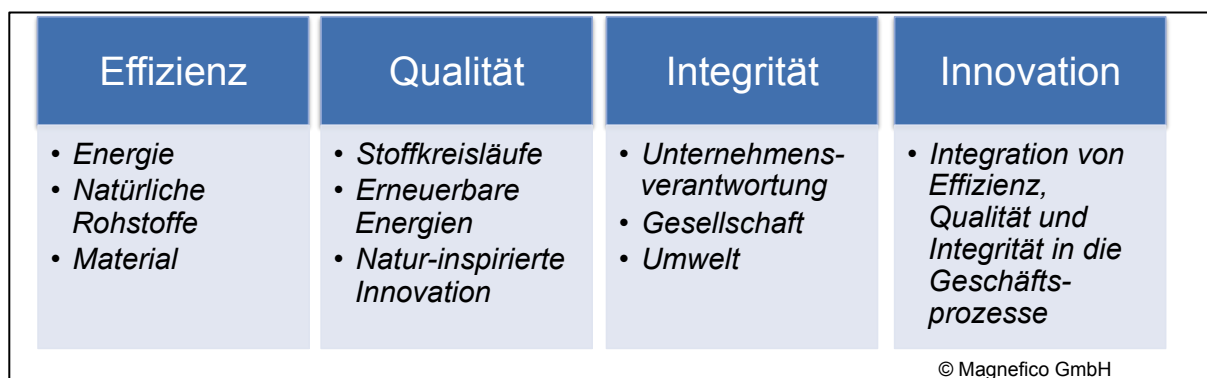 Effizienz
• Energie
• Natürliche
Rohstoffe
• Material
Qualität
• Stoffkreisläufe
• Erneuerbare
Energien
• Natur-inspirierte
Innovation
Integrität
• Unternehmens-
verantwortung
• Gesellschaft
• Umwelt
Innovation
• Integration von
Effizienz,
Qualität und
Integrität in die
Geschäfts-
prozesse
© Magnefico GmbH